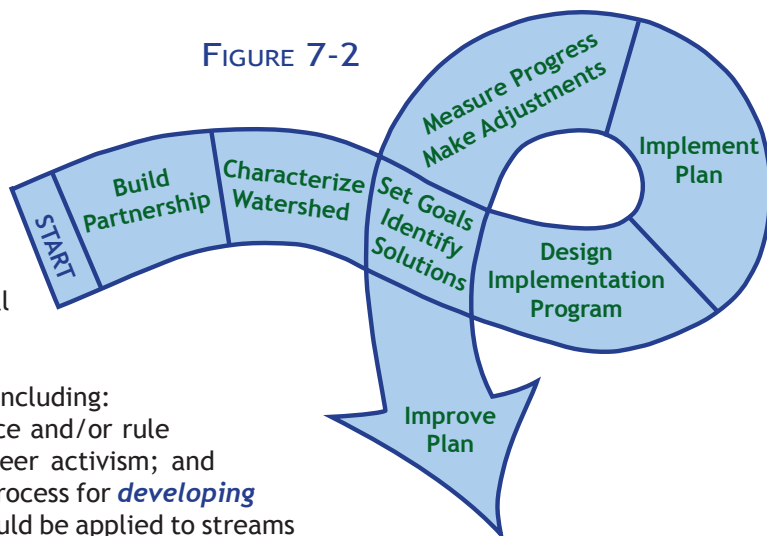 FIGURE 7-2
START
Build
Partnership
Characterize
Watershed
Set Goals
Identify
Solutions
Design
Implementation
Program
Implement
Plan
Measure Progress
Make Adjustments
Improve
Plan
ncluding:
ce and/or rule
eer activism; and
rocess for developing
uld be applied to streams